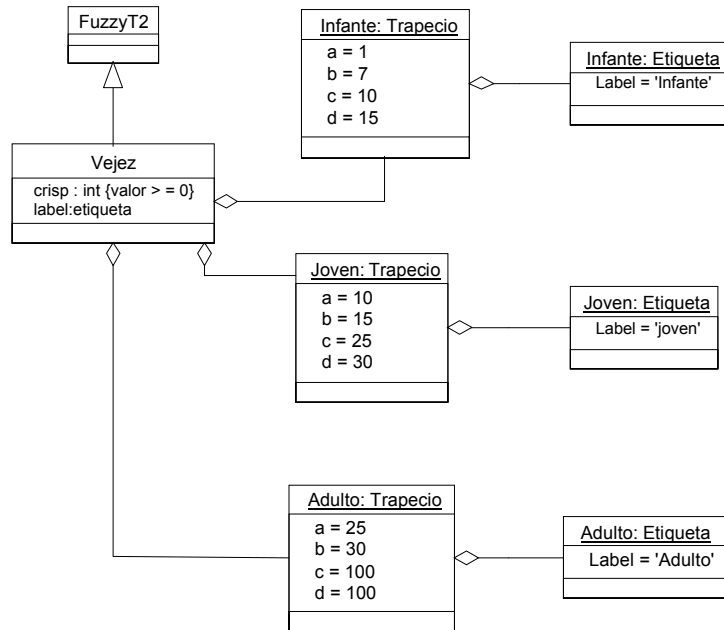 FuzzyT2
Vejez
crisp : int {valor > = 0}
label:etiqueta
Infante: Trapecio
a = 1
b = 7
c = 10
d = 15
Infante: Etiqueta
Label = 'Infante'
Joven: Trapecio
a = 10
b = 15
c = 25
d = 30
Joven: Etiqueta
Label = 'joven'
Adulto: Trapecio
a = 25
b = 30
c = 100
d = 100
Adulto: Etiqueta
Label = 'Adulto'